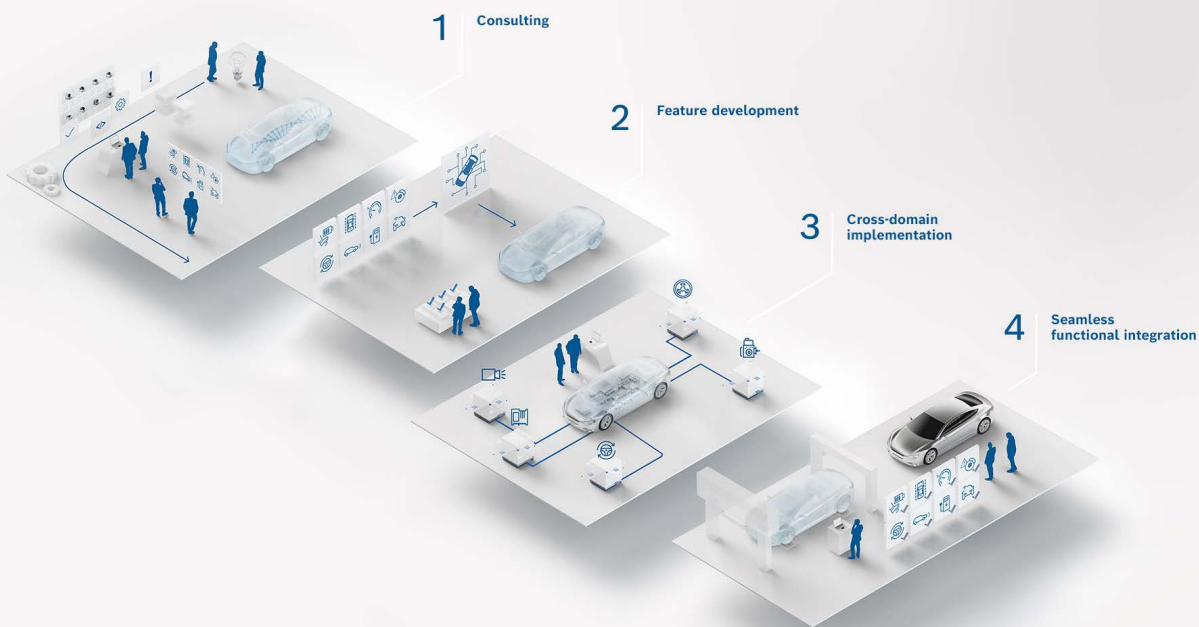 1
Consulting
2
Feature development
3
Cross-domain
implementation
4
Seamless
functional integration